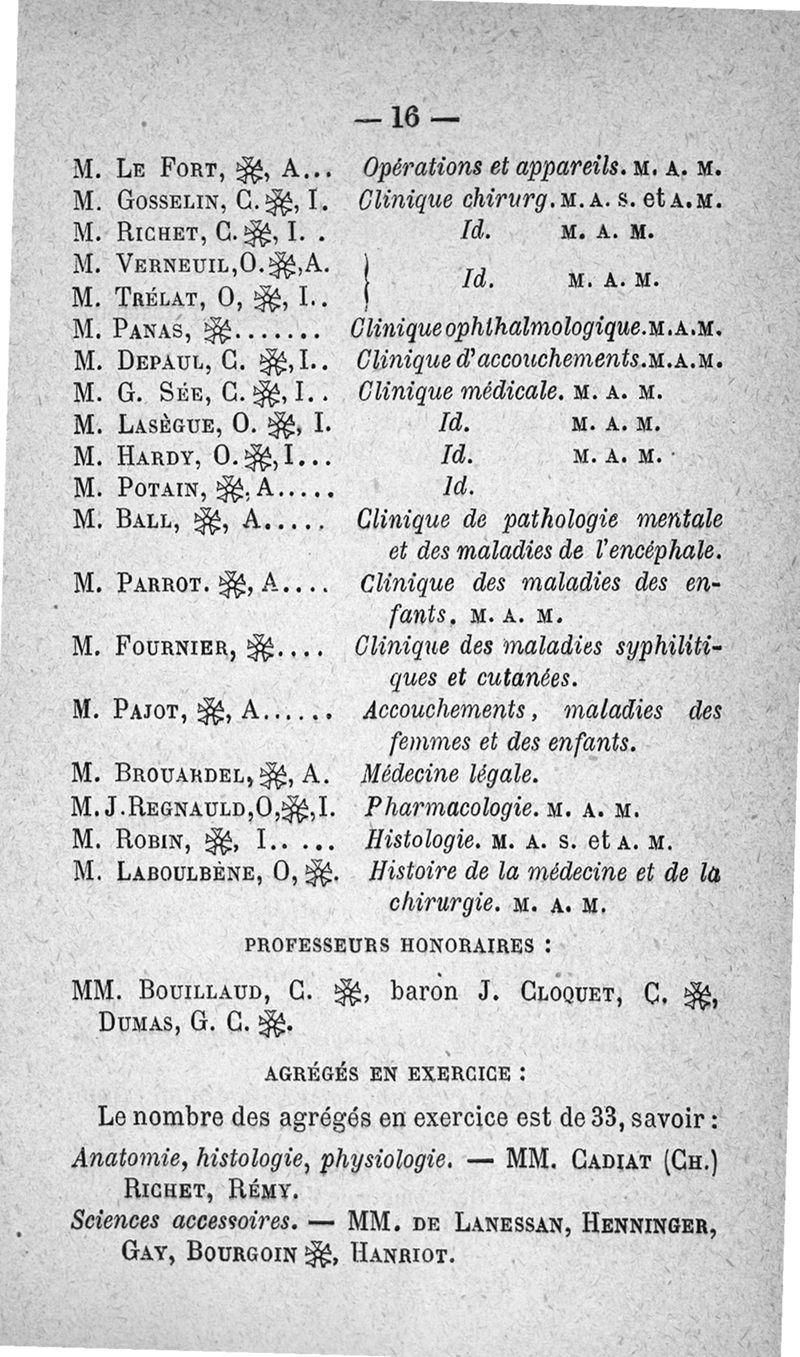 — 16 —
M. LE FORT, ❋, A... Opérations et appareils. M. A. M.
M. GOSSELIN, C. ❋, I. Clinique chirurg. M. A. S. et A. M.
M. RICHET, C. ❋, I. . Id. M. A. M.
M. VERNEUIL, O. ❋, A.
M. TRÉLAT, O, ❋, I.. } Id. M. A. M.
M. PANAS, ❋....... Clinique ophthalmologique. M. A. M.
M. DEPAUL, C. ❋, I.. Clinique d'accouchements. M. A. M.
M. G. SÉE, C. ❋, I. . Clinique médicale. M. A. M.
M. LASÈGUE, O. ❋, I. Id. M. A. M.
M. HARDY, O. ❋, I... Id. M. A. M.
M. POTAIN, ❋. A..... Id.
M. BALL, ❋, A..... Clinique de pathologie mentale
et des maladies de l'encéphale.
M. PARROT. ❋, A.... Clinique des maladies des en-
fants. M. A. M.
M. FOURNIER, ❋.... Clinique des maladies syphiliti-
ques et cutanées.
M. PAJOT, ❋, A...... Accouchements, maladies des
femmes et des enfants.
M. BROUARDEL, ❋, A. Médecine légale.
M. J. REGNAULD, O, ❋, I. Pharmacologie. M. A. M.
M. ROBIN, ❋, I.. ... Histologie. M. A. S. et A. M.
M. LABOULBÈNE, O, ❋. Histoire de la médecine et de la
chirurgie. M. A. M.
PROFESSEURS HONORAIRES :
MM. BOUILLAUD, C. ❋, baron J. CLOQUET, C. ❋,
DUMAS, G. C. ❋.
AGRÉGÉS EN EXERCICE :
Le nombre des agrégés en exercice est de 33, savoir :
Anatomie, histologie, physiologie. — MM. CADIAT (CH.)
RICHET, RÉMY.
Sciences accessoires. — MM. DE LANESSAN, HENNINGER,
GAY, BOURGOIN ❋, HANRIOT.